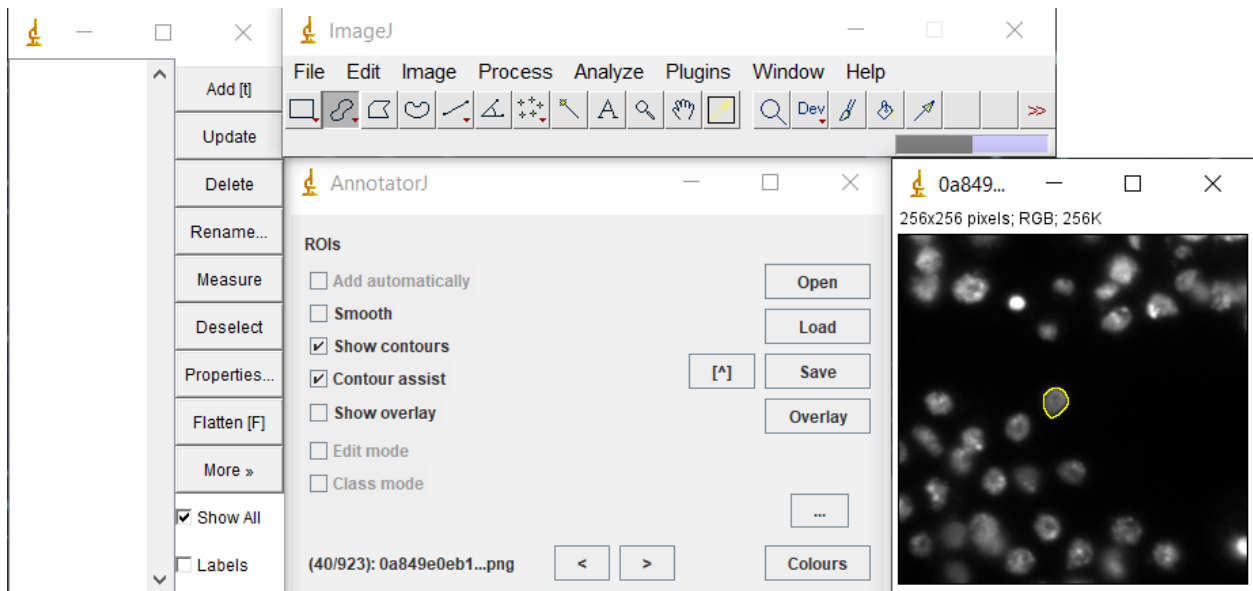 Add [t]
Update
Delete
Rename...
Measure
Deselect
Properties...
Flatten [F]
More »
Show All
Labels
ImageJ
File Edit Image Process Analyze Plugins Window Help
A Dev >>
AnnotatorJ
ROIs
Add automatically
Smooth
Show contours
Contour assist
Show overlay
Edit mode
Class mode
Open
Load
[^] Save
Overlay
...
(40/923): 0a849e0eb1...png < > Colours
0a849...
256x256 pixels; RGB; 256K